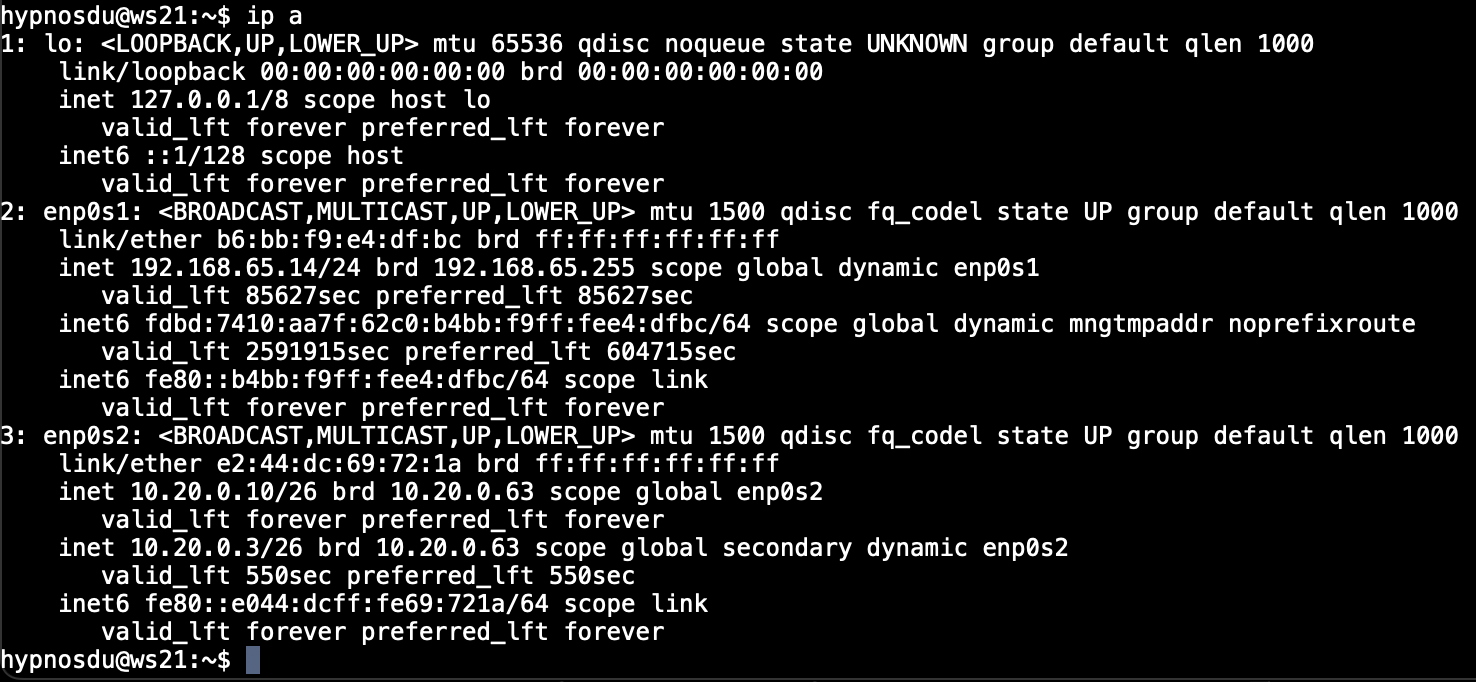 hypnosdu@ws21:~$ ip a
1: lo: <LOOPBACK,UP,LOWER_UP> mtu 65536 qdisc noqueue state UNKNOWN group default qlen 1000
    link/loopback 00:00:00:00:00:00 brd 00:00:00:00:00:00
    inet 127.0.0.1/8 scope host lo
       valid_lft forever preferred_lft forever
    inet6 ::1/128 scope host
       valid_lft forever preferred_lft forever
2: enp0s1: <BROADCAST,MULTICAST,UP,LOWER_UP> mtu 1500 qdisc fq_codel state UP group default qlen 1000
    link/ether b6:bb:f9:e4:df:bc brd ff:ff:ff:ff:ff:ff
    inet 192.168.65.14/24 brd 192.168.65.255 scope global dynamic enp0s1
       valid_lft 85627sec preferred_lft 85627sec
    inet6 fdbd:7410:aa7f:62c0:b4bb:f9ff:fee4:dfbc/64 scope global dynamic mngtmpaddr noprefixroute
       valid_lft 2591915sec preferred_lft 604715sec
    inet6 fe80::b4bb:f9ff:fee4:dfbc/64 scope link
       valid_lft forever preferred_lft forever
3: enp0s2: <BROADCAST,MULTICAST,UP,LOWER_UP> mtu 1500 qdisc fq_codel state UP group default qlen 1000
    link/ether e2:44:dc:69:72:1a brd ff:ff:ff:ff:ff:ff
    inet 10.20.0.10/26 brd 10.20.0.63 scope global enp0s2
       valid_lft forever preferred_lft forever
    inet 10.20.0.3/26 brd 10.20.0.63 scope global secondary dynamic enp0s2
       valid_lft 550sec preferred_lft 550sec
    inet6 fe80::e044:dcff:fe69:721a/64 scope link
       valid_lft forever preferred_lft forever
hypnosdu@ws21:~$